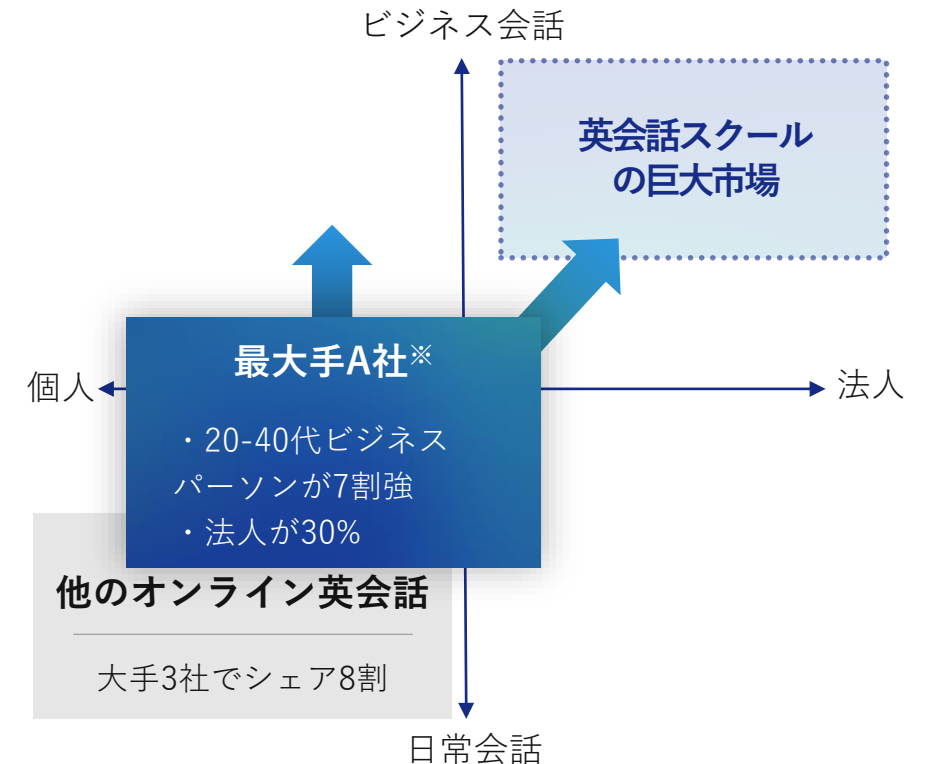 ビジネス会話
英会話スクール
の巨大市場
最大手A社※
個人
法人
・20-40代ビジネス
パーソンが7割強
・法人が30%
他のオンライン英会話
大手3社でシェア8割
日常会話